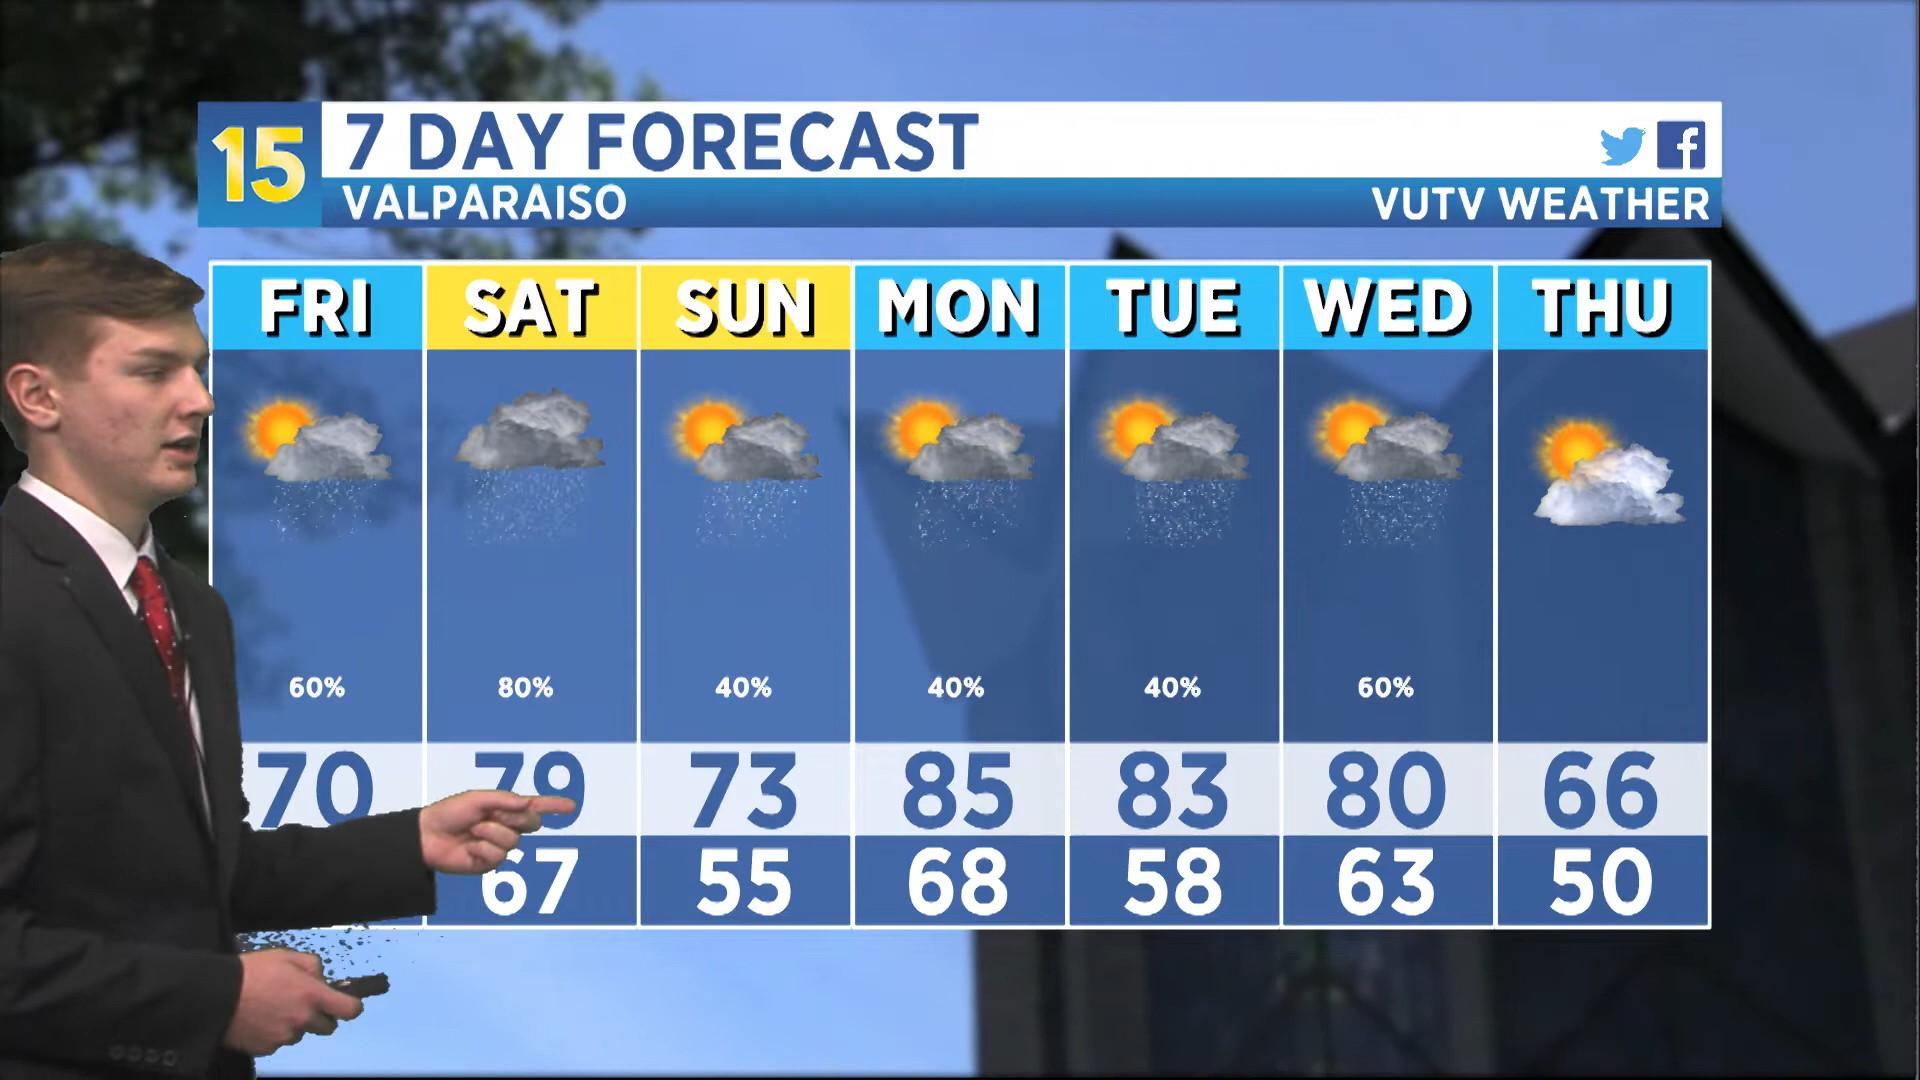 15
7 DAY FORECAST
VALPARAISO
VUTV WEATHER
FRI SAT SUN MON TUE WED THU
60% 80% 40% 40% 40% 60%
70 79 73 85 83 80 66
67 55 68 58 63 50